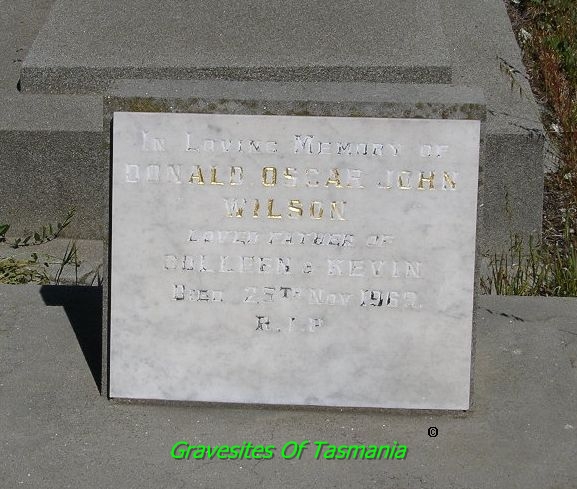 In Loving Memory of
DONALD OSCAR JOHN
WILSON
LOVED FATHER OF
COLLEEN & KEVIN
DIED 25TH NOV 1969.
R.I.P
©
Gravesites Of Tasmania